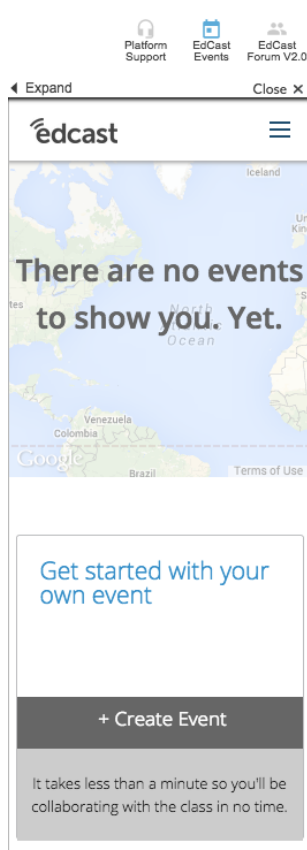 Platform EdCast EdCast
Support Events Forum V2.0
Expand Close ×
edcast
Iceland
There are no events
to show you. Yet.
North
Ocean
Venezuela
Colombia
Google
Brazil Terms of Use
Get started with your
own event
+ Create Event
It takes less than a minute so you'll be
collaborating with the class in no time.